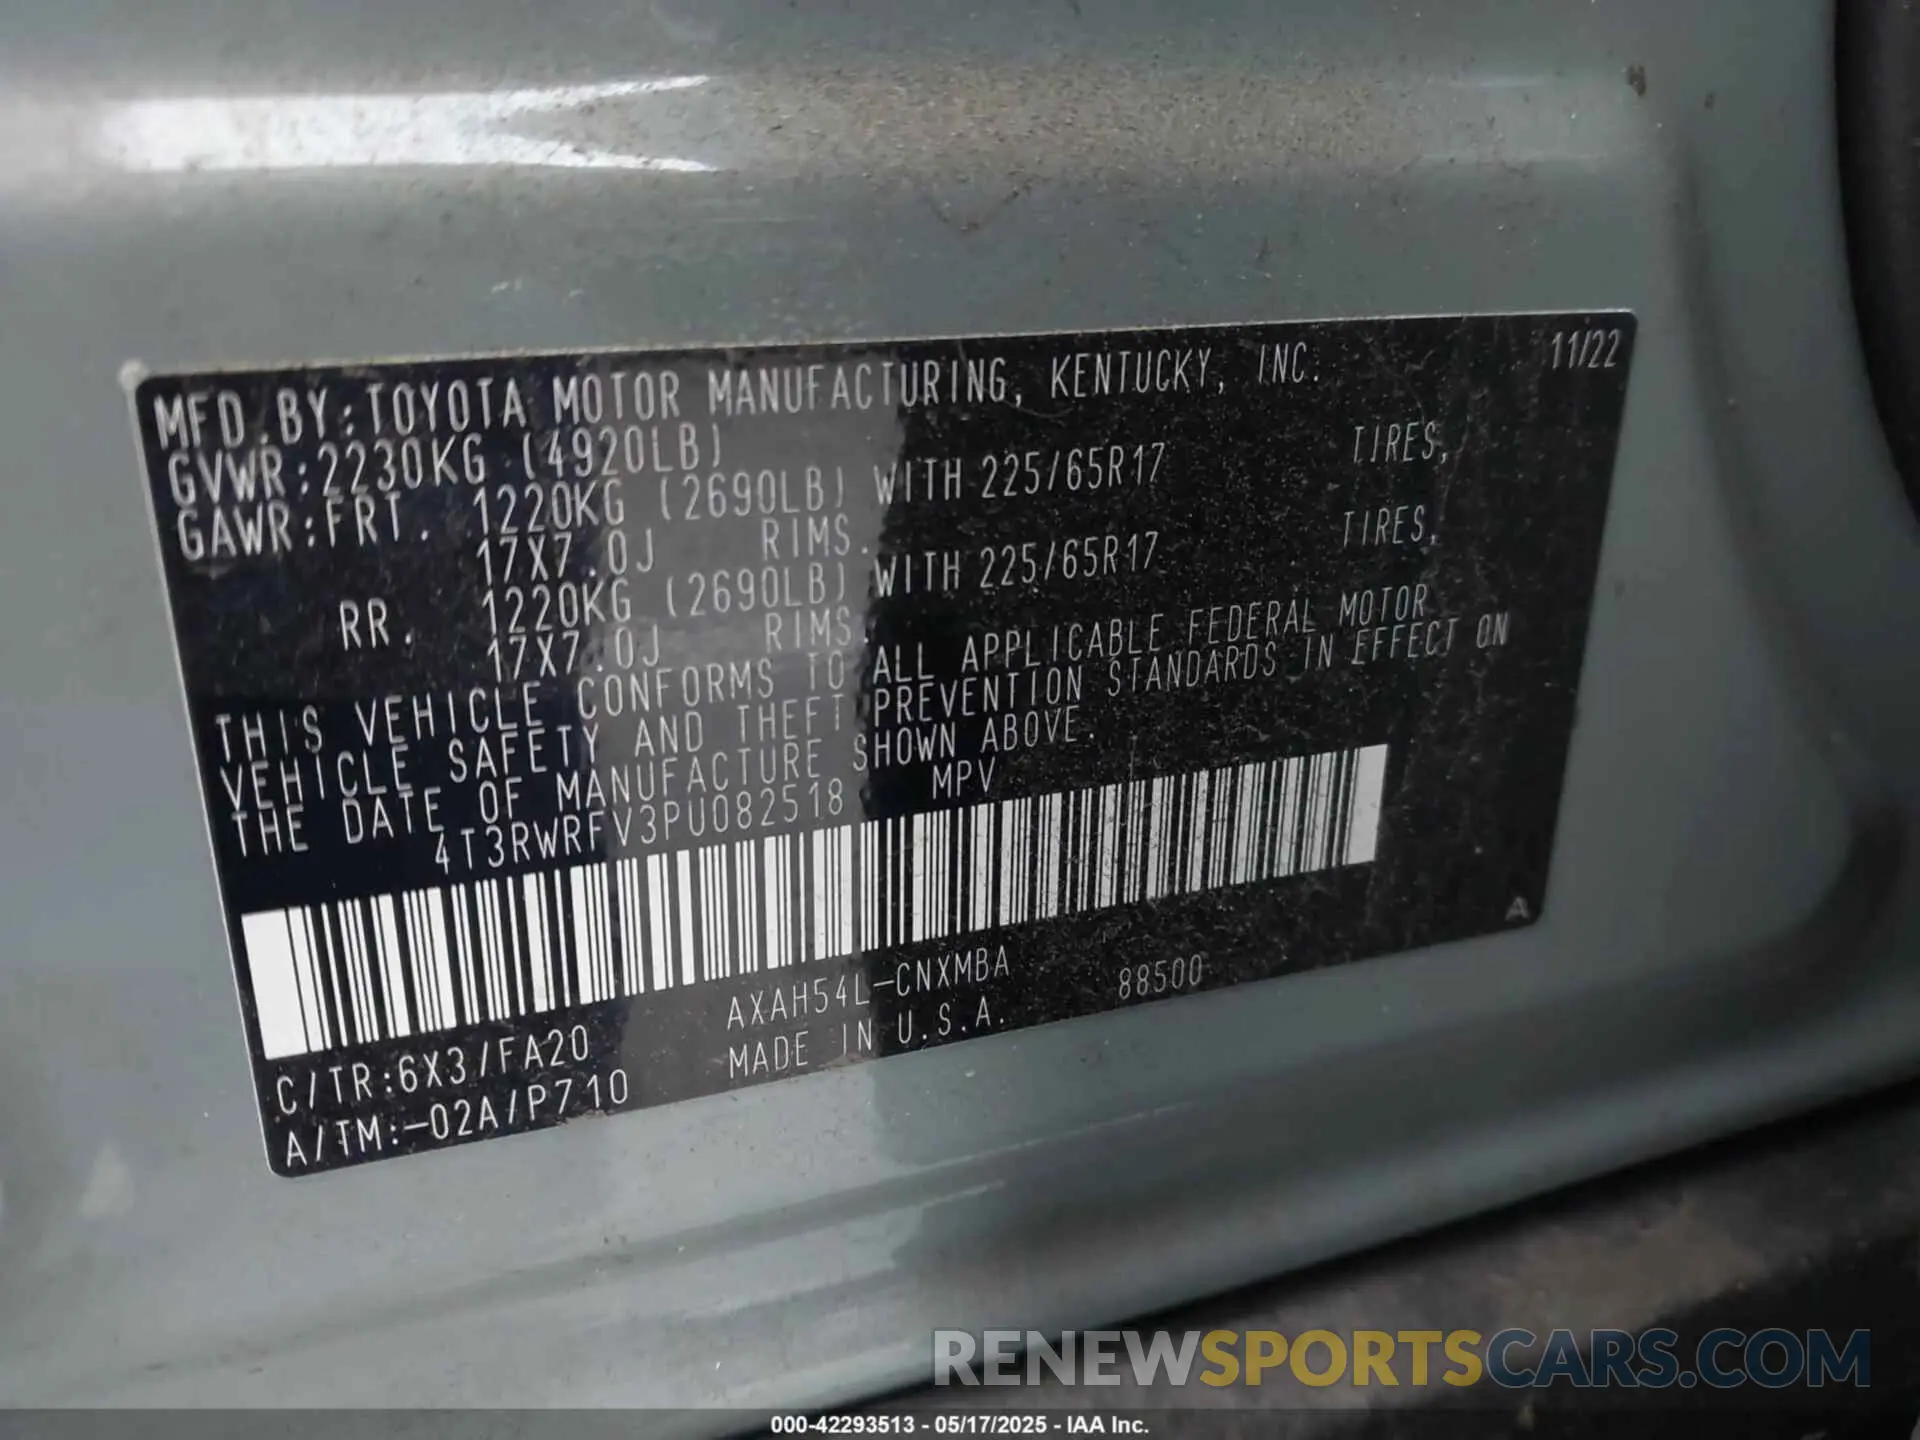 MFD.BY:TOYOTA MOTOR MANUFACTURING, KENTUCKY, INC. 11/22
GVWR:2230KG (4920LB)
GAWR:FRT. 1220KG (2690LB) WITH 225/65R17 TIRES,
17X7.0J RIMS.
RR. 1220KG (2690LB) WITH 225/65R17 TIRES,
17X7.0J RIMS.
THIS VEHICLE CONFORMS TO ALL APPLICABLE FEDERAL MOTOR
VEHICLE SAFETY AND THEFT PREVENTION STANDARDS IN EFFECT ON
THE DATE OF MANUFACTURE SHOWN ABOVE.
4T3RWRFV3PU082518 MPV
A
AXAH54L-CNXMBA 88500
C/TR:6X3/FA20 MADE IN U.S.A.
A/TM:-02A/P710
RENEWSPORTSCARS.COM
000-42293513 - 05/17/2025 - IAA Inc.